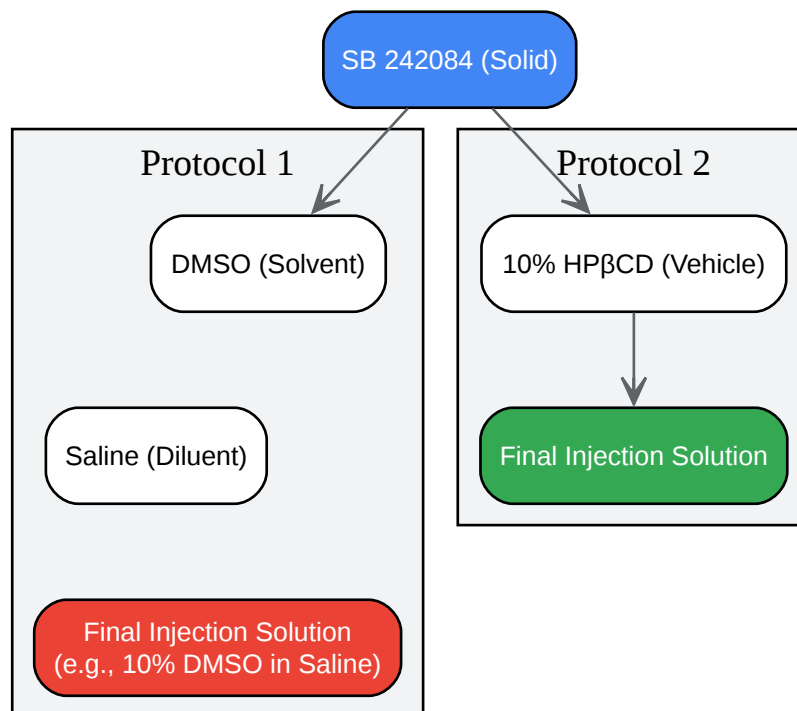 SB 242084 (Solid)
Protocol 1
DMSO (Solvent)
Saline (Diluent)
Final Injection Solution
(e.g., 10% DMSO in Saline)
Protocol 2
10% HPβCD (Vehicle)
Final Injection Solution